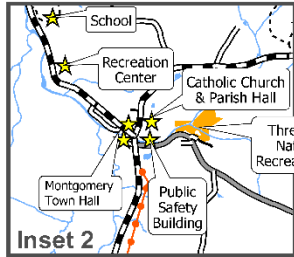 School
Recreation
Center
Catholic Church
& Parish Hall
Montgomery
Town Hall
Public
Safety
Building
Inset 2